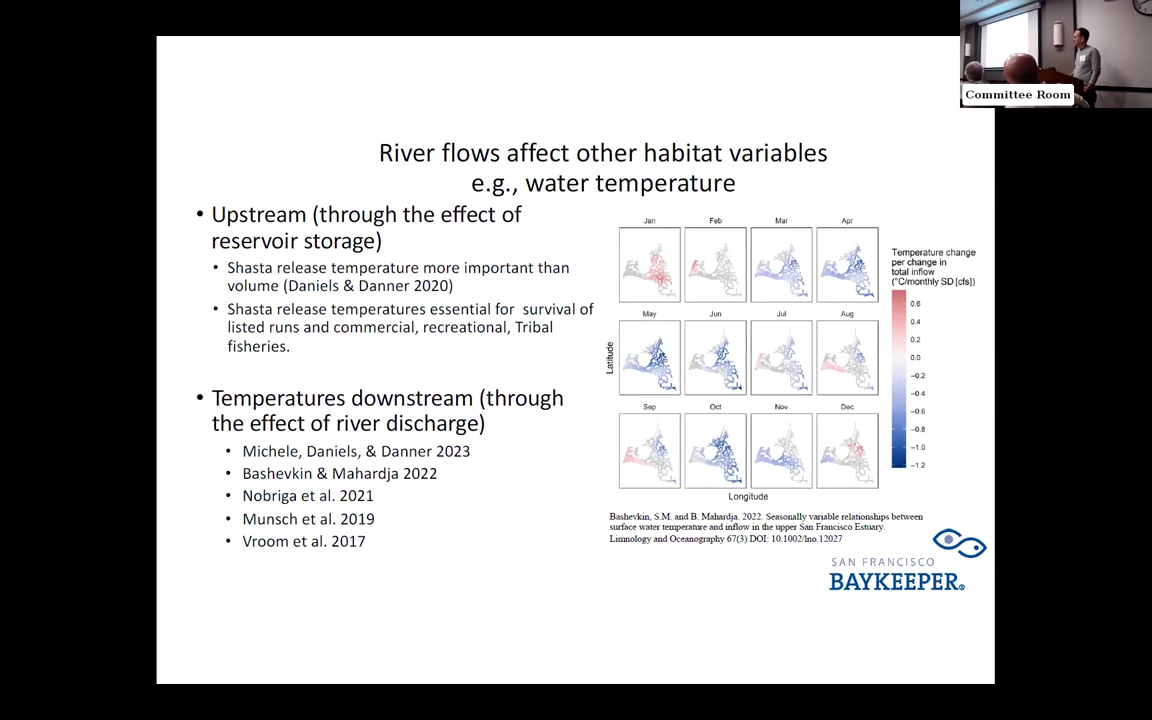 Committee Room
River flows affect other habitat variables
e.g., water temperature
• Upstream (through the effect of
reservoir storage)
• Shasta release temperature more important than
volume (Daniels & Danner 2020)
• Shasta release temperatures essential for survival of
listed runs and commercial, recreational, Tribal
fisheries.
• Temperatures downstream (through
the effect of river discharge)
• Michele, Daniels, & Danner 2023
• Bashevkin & Mahardja 2022
• Nobriga et al. 2021
• Munsch et al. 2019
• Vroom et al. 2017
Jan Feb Mar Apr
May Jun Jul Aug
Sep Oct Nov Dec
Latitude
Longitude
Temperature change
per change in
total inflow
(°C/monthly SD [cfs])
0.6
0.4
0.2
0.0
−0.2
−0.4
−0.6
−0.8
−1.0
−1.2
Bashevkin, S.M. and B. Mahardja. 2022. Seasonally variable relationships between
surface water temperature and inflow in the upper San Francisco Estuary.
Limnology and Oceanography 67(3) DOI: 10.1002/lno.12027
SAN FRANCISCO
BAYKEEPER®